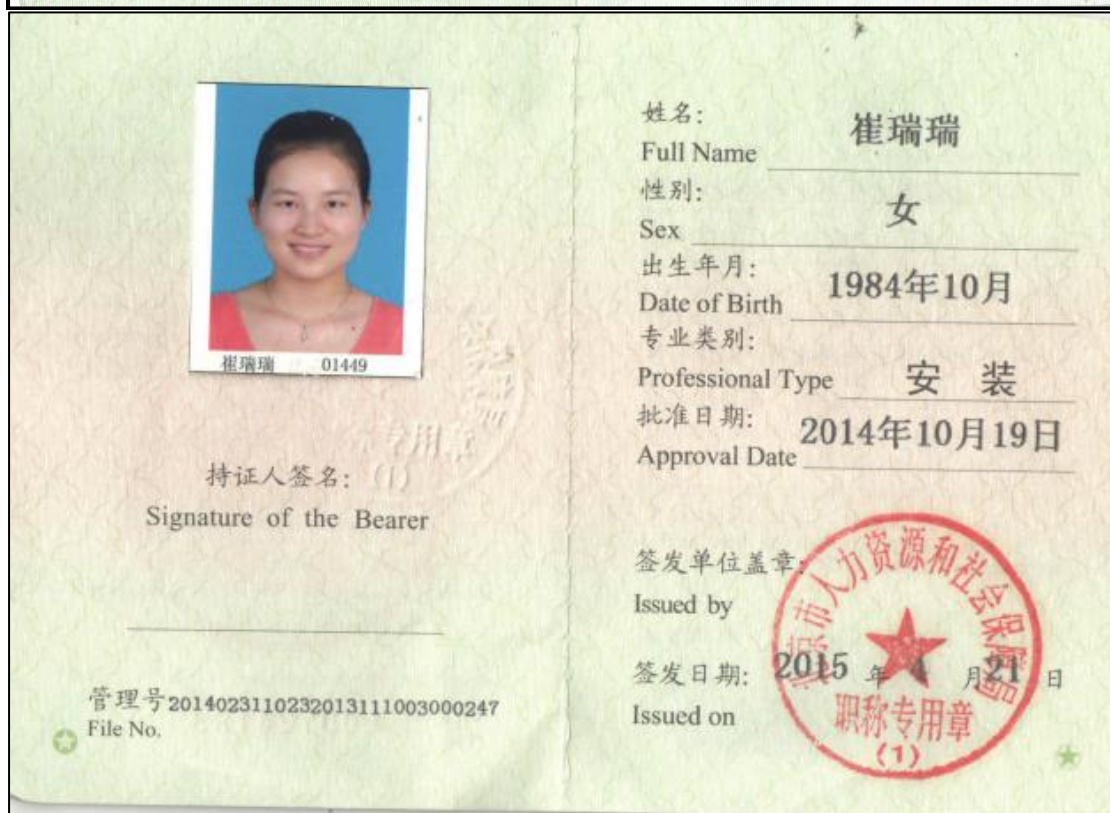 崔瑞瑞 01449
持证人签名:
Signature of the Bearer
管理号2014023110232013111003000247
File No.
姓名:
Full Name 崔瑞瑞
性别:
Sex 女
出生年月:
Date of Birth 1984年10月
专业类别:
Professional Type 安 装
批准日期:
Approval Date 2014年10月19日
签发单位盖章:
Issued by
北京市人力资源和社会保障局
签发日期: 2015 年 4 月 21 日
Issued on
职称专用章
(1)